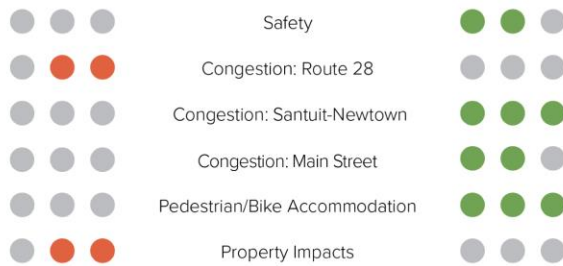 Safety
Congestion: Route 28
Congestion: Santuit-Newtown
Congestion: Main Street
Pedestrian/Bike Accommodation
Property Impacts